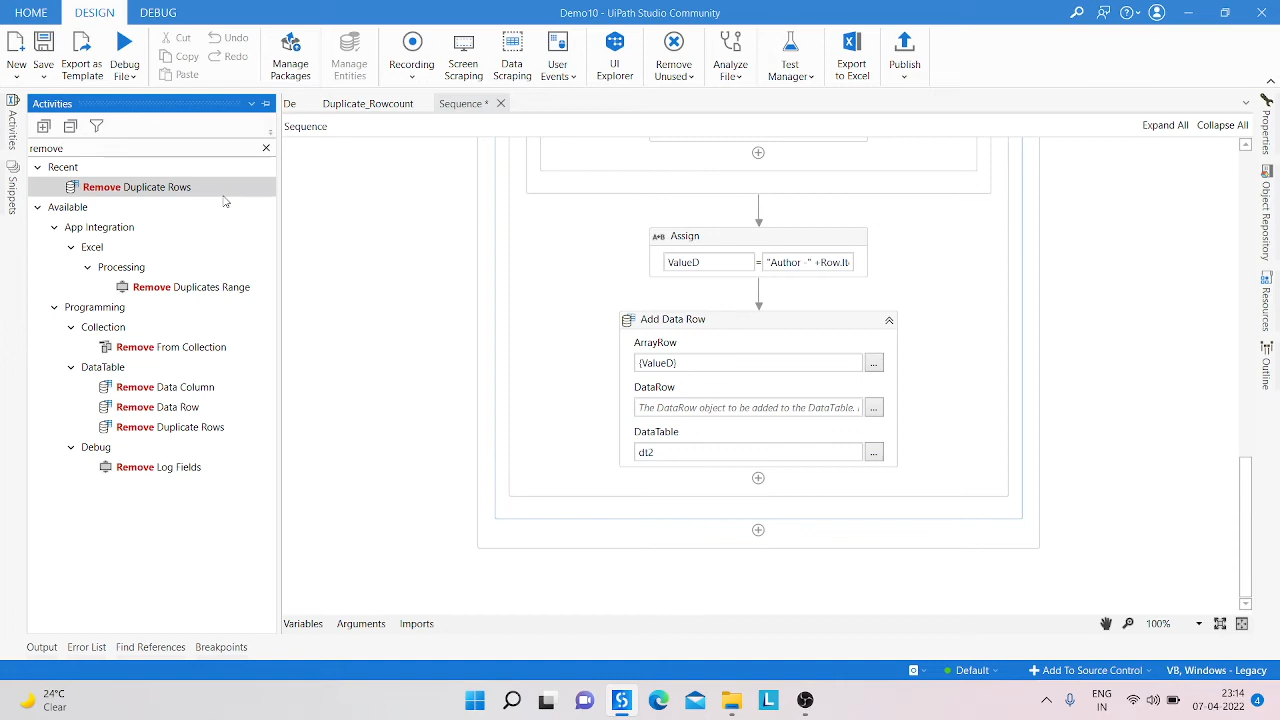 HOME DESIGN DEBUG Demo10 - UiPath Studio Community
New Save Export as Template Debug File Cut Copy Paste Undo Redo Manage Packages Manage Entities Recording Screen Scraping Data Scraping User Events UI Explorer Remove Unused Analyze File Test Manager Export to Excel Publish
Activities
De Duplicate_Rowcount Sequence *
Sequence Expand All Collapse All
remove
Recent
Remove Duplicate Rows
Available
App Integration
Excel
Processing
Remove Duplicates Range
Programming
Collection
Remove From Collection
DataTable
Remove Data Column
Remove Data Row
Remove Duplicate Rows
Debug
Remove Log Fields
Activities
Snippets
A+B Assign
ValueD = "Author -" +Row.It
Add Data Row
ArrayRow
{ValueD} ...
DataRow
The DataRow object to be added to the DataTable. ...
DataTable
dt2 ...
Properties
Object Repository
Resources
Outline
Variables Arguments Imports 100%
Output Error List Find References Breakpoints
Default Add To Source Control VB, Windows - Legacy
24°C
Clear
ENG
IN
23:14
07-04-2022
4